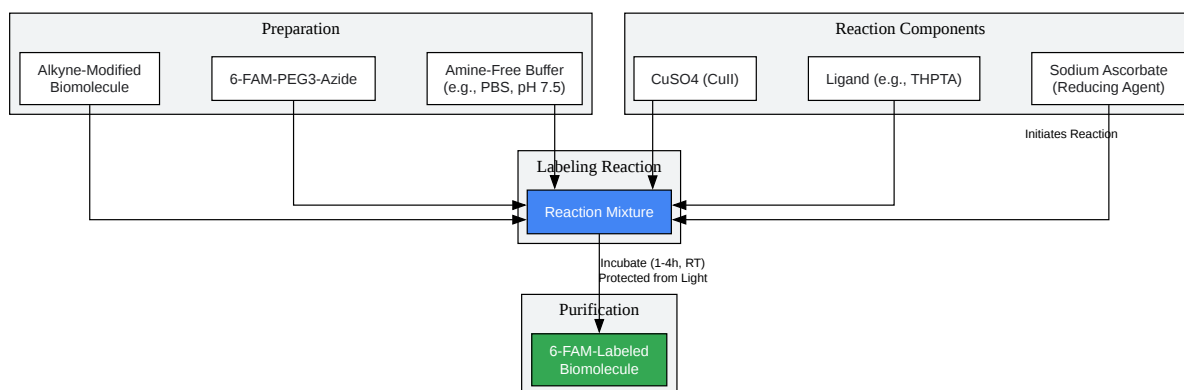 Preparation
Reaction Components
Alkyne-Modified
Biomolecule
6-FAM-PEG3-Azide
Amine-Free Buffer
(e.g., PBS, pH 7.5)
CuSO4 (CuII)
Ligand (e.g., THPTA)
Sodium Ascorbate
(Reducing Agent)
Initiates Reaction
Labeling Reaction
Reaction Mixture
Incubate (1-4h, RT)
Protected from Light
Purification
6-FAM-Labeled
Biomolecule